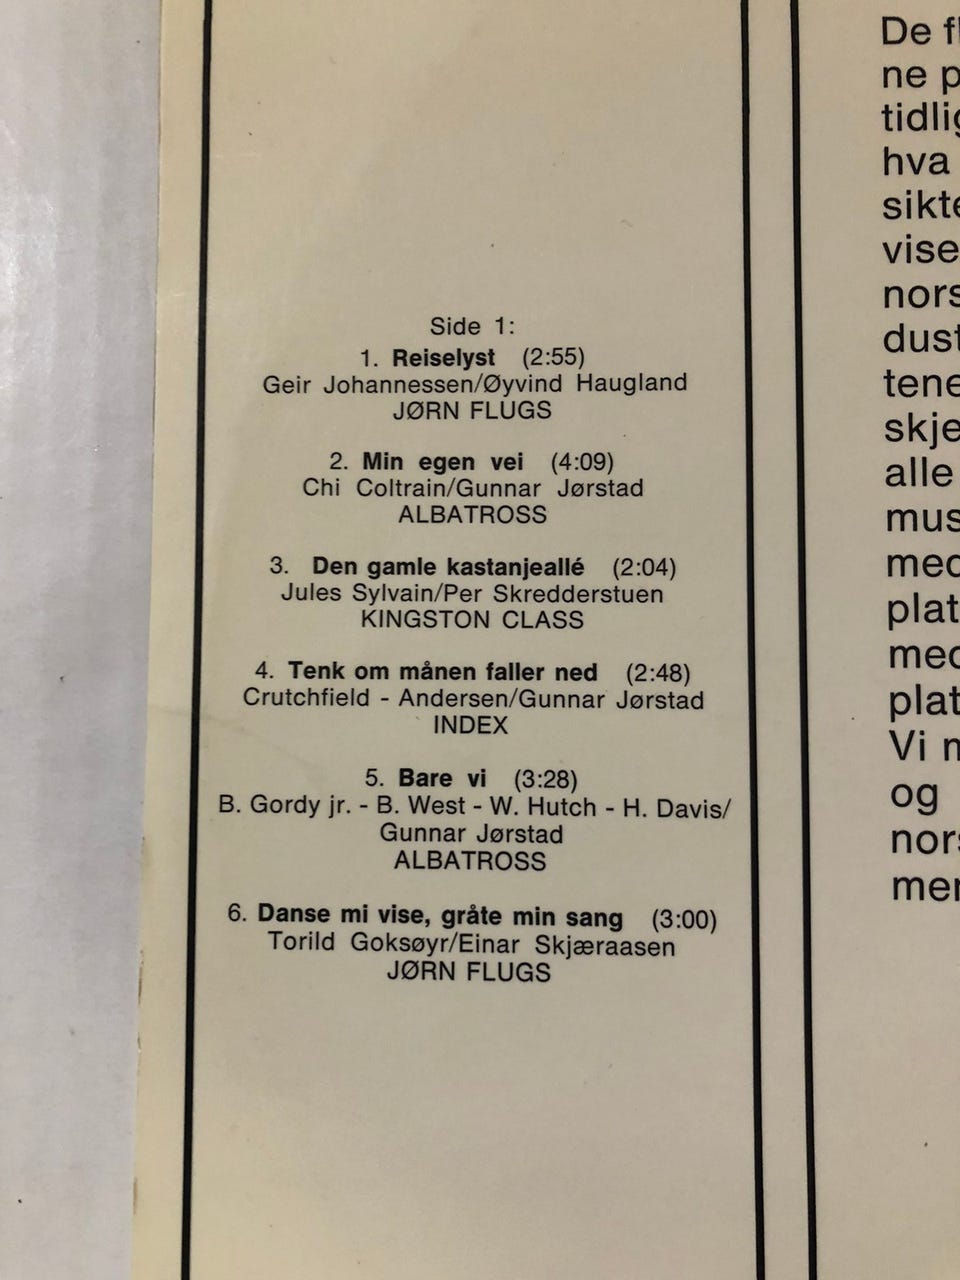 Side 1:
1. Reiselyst (2:55)
Geir Johannessen/Øyvind Haugland
JØRN FLUGS
2. Min egen vei (4:09)
Chi Coltrain/Gunnar Jørstad
ALBATROSS
3. Den gamle kastanjeallé (2:04)
Jules Sylvain/Per Skredderstuen
KINGSTON CLASS
4. Tenk om månen faller ned (2:48)
Crutchfield - Andersen/Gunnar Jørstad
INDEX
5. Bare vi (3:28)
B. Gordy jr. - B. West - W. Hutch - H. Davis/
Gunnar Jørstad
ALBATROSS
6. Danse mi vise, gråte min sang (3:00)
Torild Goksøyr/Einar Skjæraasen
JØRN FLUGS
De
ne
hva
vise
alle
Vi
og